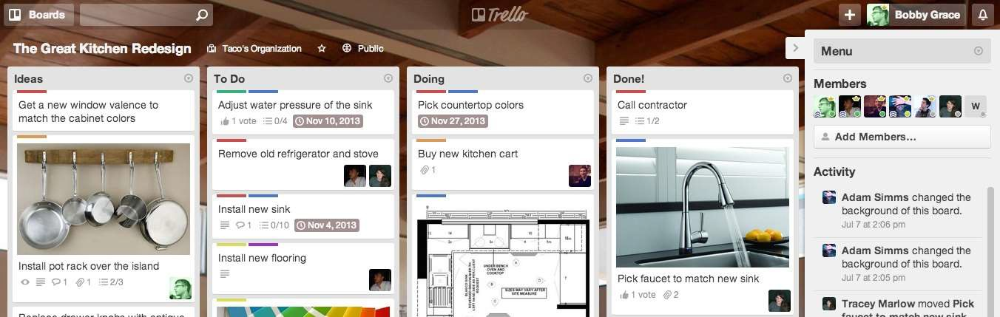 Boards
Trello
Bobby Grace
The Great Kitchen Redesign
Taco's Organization
Public
Ideas
Get a new window valence to
match the cabinet colors
Install pot rack over the island
1 1 2/3
To Do
Adjust water pressure of the sink
1 vote 0/4 Nov 10, 2013
Remove old refrigerator and stove
Install new sink
1 0/10 Nov 4, 2013
Install new flooring
Doing
Pick countertop colors
Nov 27, 2013
Buy new kitchen cart
1
UNDER BENCH
OVEN AND
COOKTOP
SIZES MAY VARY AFTER
SITE MEASURE
Done!
Call contractor
1/2
Pick faucet to match new sink
1 vote 2
Menu
Members
W
Add Members...
Activity
Adam Simms changed the
background of this board.
Jul 7 at 2:06 pm
Adam Simms changed the
background of this board.
Jul 7 at 2:05 pm
Tracey Marlow moved Pick
faucet to match new sink